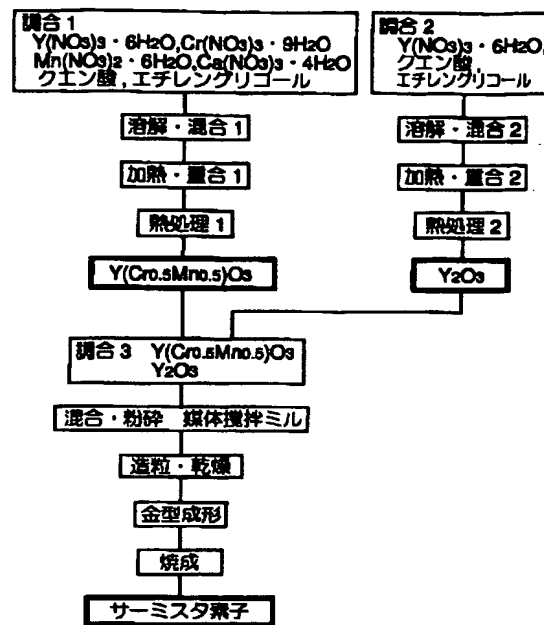 調合1
Y(NO3)3・6H2O,Cr(NO3)3・9H2O
Mn(NO3)2・6H2O,Ca(NO3)3・4H2O
クエン酸,エチレングリコール
調合2
Y(NO3)3・6H2O,
クエン酸,
エチレングリコール
溶解・混合1
溶解・混合2
加熱・重合1
加熱・重合2
熱処理1
熱処理2
Y(Cr0.5Mn0.5)O3
Y2O3
調合3 Y(Cr0.5Mn0.5)O3
Y2O3
混合・粉砕 媒体撹拌ミル
造粒・乾燥
金型成形
焼成
サーミスタ素子